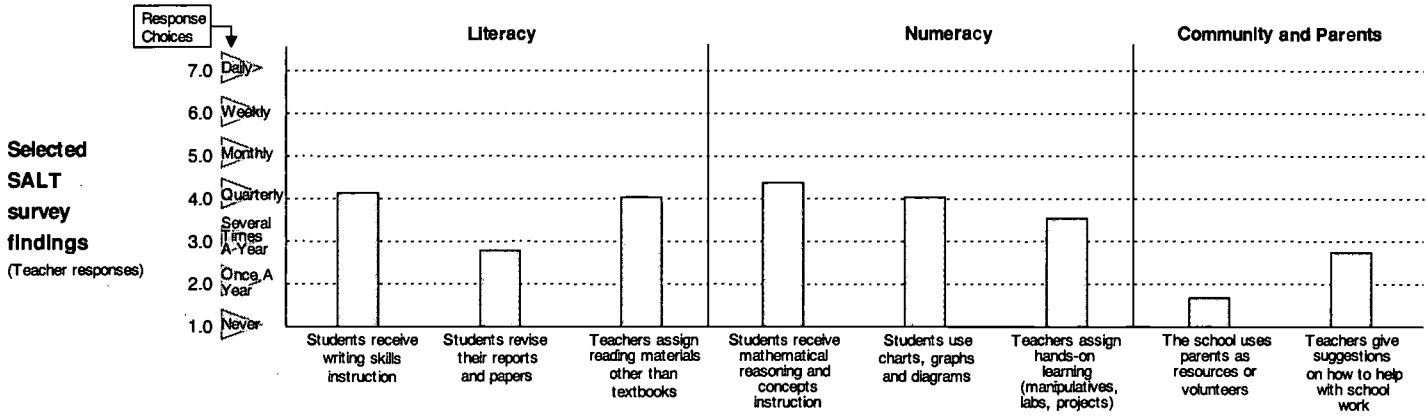 Response
Choices
Literacy
Numeracy
Community and Parents
7.0 Daily
6.0 Weekly
5.0 Monthly
4.0 Quarterly
Several
Times
3.0 A-Year
Once A
2.0 Year
1.0 Never
Selected
SALT
survey
findings
(Teacher responses)
Students receive
writing skills
instruction
Students revise
their reports
and papers
Teachers assign
reading materials
other than
textbooks
Students receive
mathematical
reasoning and
concepts
instruction
Students use
charts, graphs
and diagrams
Teachers assign
hands-on
learning
(manipulatives,
labs, projects)
The school uses
parents as
resources or
volunteers
Teachers give
suggestions
on how to help
with school
work